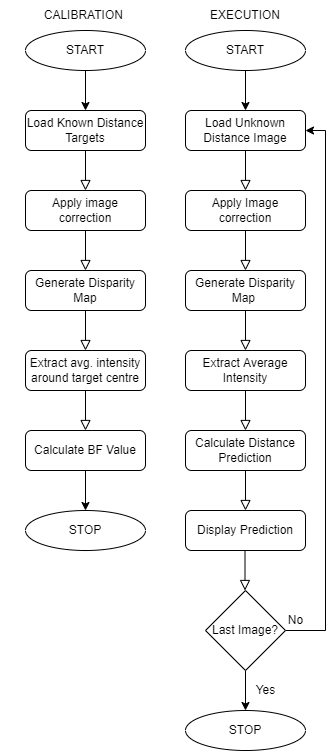 CALIBRATION
START
Load Known Distance
Targets
Apply image
correction
Generate Disparity
Map
Extract avg. intensity
around target centre
Calculate BF Value
STOP
EXECUTION
START
Load Unknown
Distance Image
Apply Image
correction
Generate Disparity
Map
Extract Average
Intensity
Calculate Distance
Prediction
Display Prediction
Last Image?
No
Yes
STOP